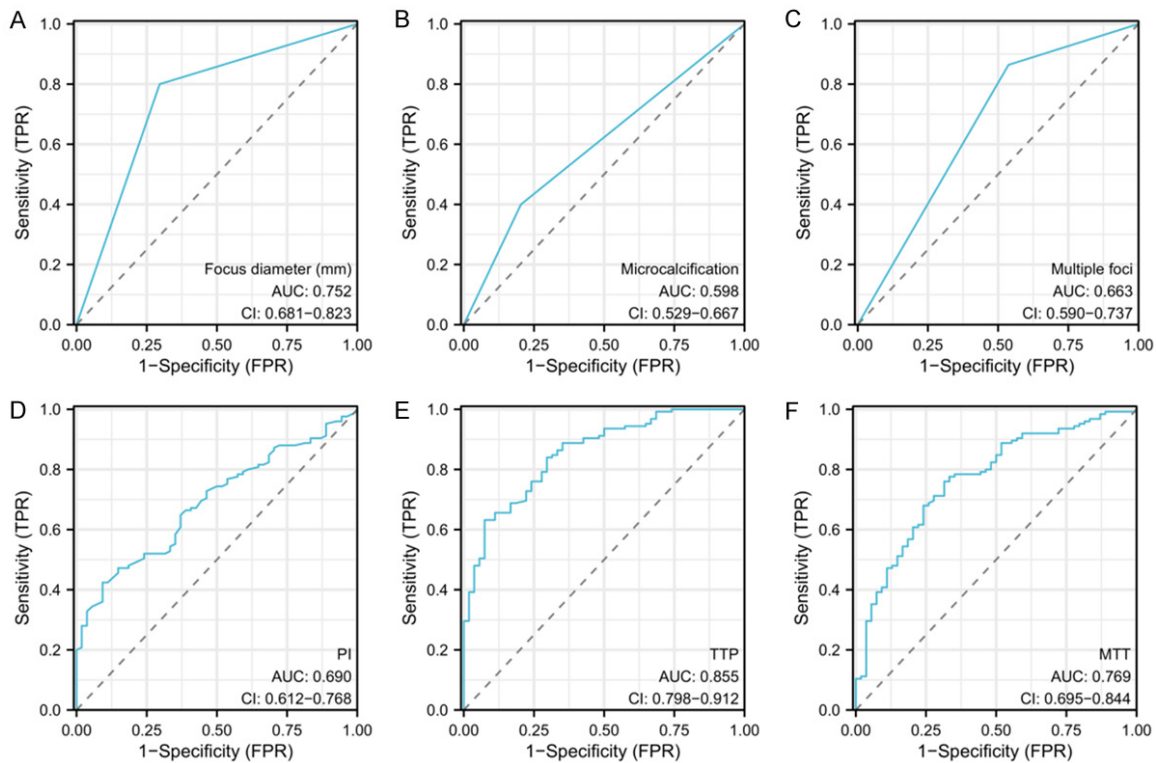 A
1.0
0.8
0.6
0.4
0.2
0.0
Sensitivity (TPR)
Focus diameter (mm)
AUC: 0.752
CI: 0.681−0.823
0.00 0.25 0.50 0.75 1.00
1−Specificity (FPR)
B
1.0
0.8
0.6
0.4
0.2
0.0
Sensitivity (TPR)
Microcalcification
AUC: 0.598
CI: 0.529−0.667
0.00 0.25 0.50 0.75 1.00
1−Specificity (FPR)
C
1.0
0.8
0.6
0.4
0.2
0.0
Sensitivity (TPR)
Multiple foci
AUC: 0.663
CI: 0.590−0.737
0.00 0.25 0.50 0.75 1.00
1−Specificity (FPR)
D
1.0
0.8
0.6
0.4
0.2
0.0
Sensitivity (TPR)
PI
AUC: 0.690
CI: 0.612−0.768
0.00 0.25 0.50 0.75 1.00
1−Specificity (FPR)
E
1.0
0.8
0.6
0.4
0.2
0.0
Sensitivity (TPR)
TTP
AUC: 0.855
CI: 0.798−0.912
0.00 0.25 0.50 0.75 1.00
1−Specificity (FPR)
F
1.0
0.8
0.6
0.4
0.2
0.0
Sensitivity (TPR)
MTT
AUC: 0.769
CI: 0.695−0.844
0.00 0.25 0.50 0.75 1.00
1−Specificity (FPR)